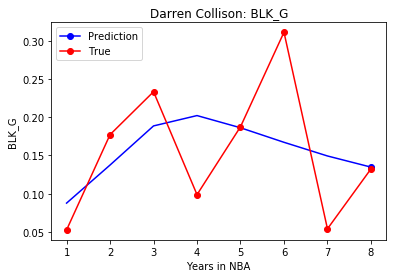 Darren Collison: BLK_G
Prediction
True
BLK_G
0.30
0.25
0.20
0.15
0.10
0.05
1 2 3 4 5 6 7 8
Years in NBA